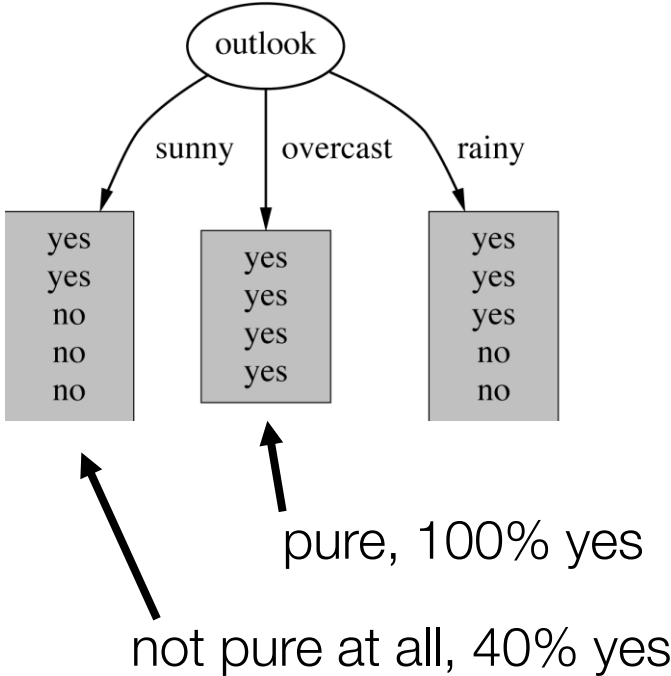 outlook
sunny
overcast
rainy
yes
yes
no
no
no
yes
yes
yes
yes
yes
yes
yes
no
no
pure, 100% yes
not pure at all, 40% yes